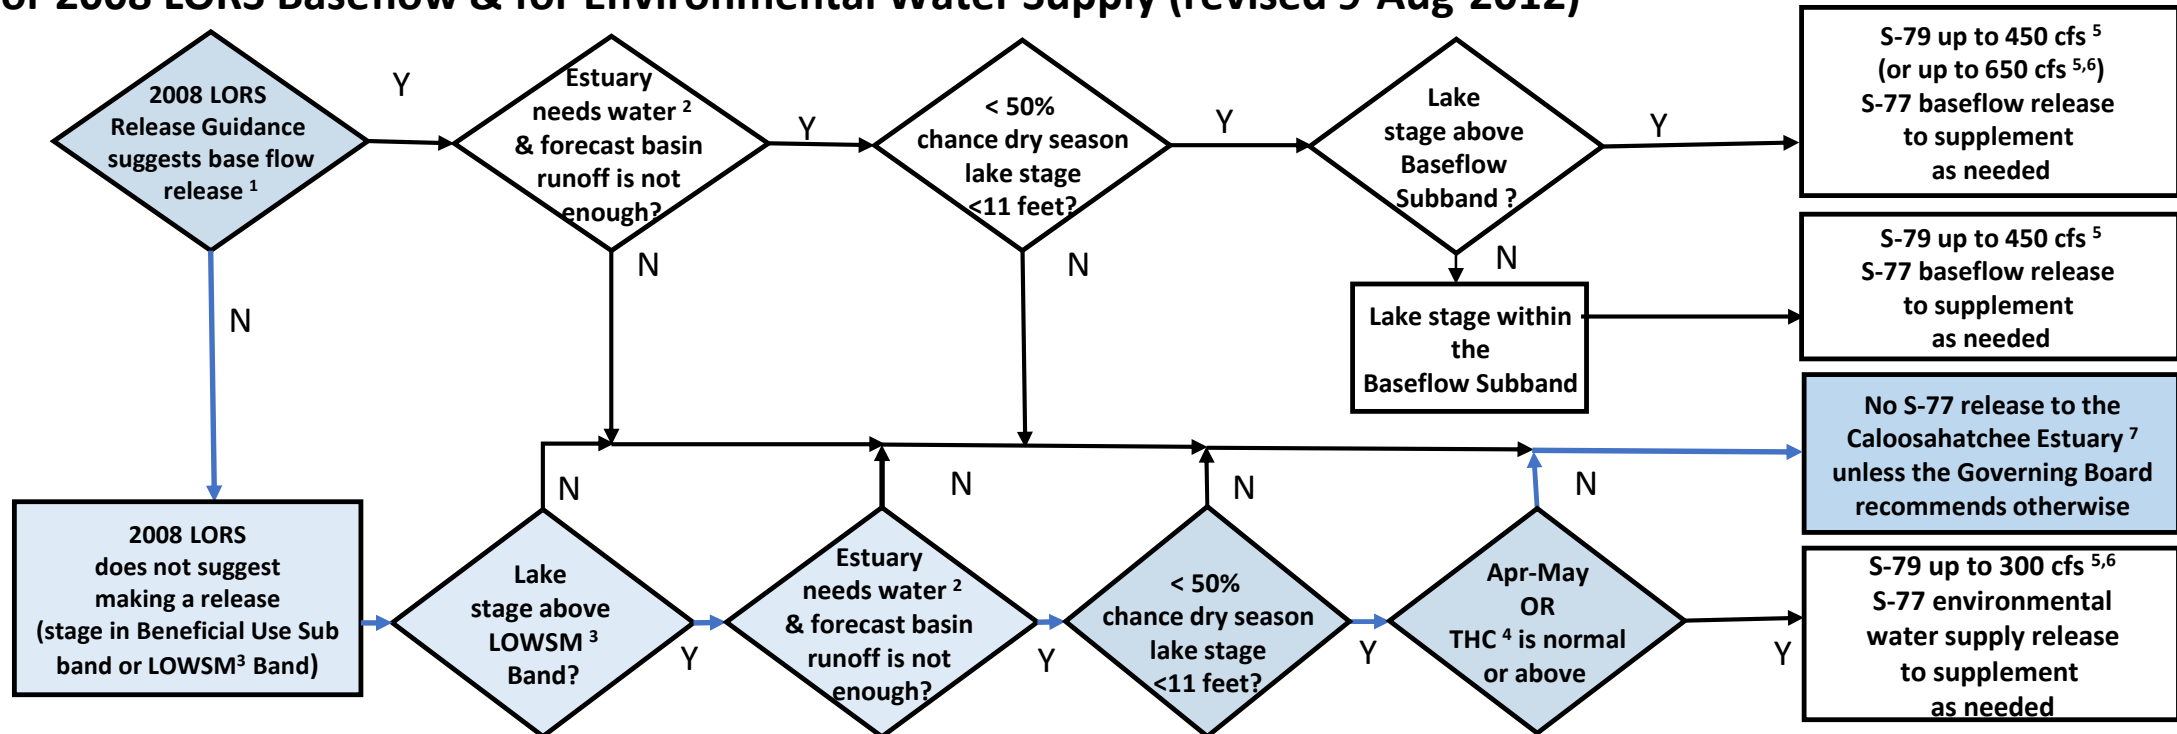 or 2008 LORS Baseflow & for Environmental Water Supply (revised 9-Aug-2012)
2008 LORS
Release Guidance
suggests base flow
release 1
Y
Estuary
needs water 2
& forecast basin
runoff is not
enough?
Y
< 50%
chance dry season
lake stage
<11 feet?
Y
Lake
stage above
Baseflow
Subband ?
Y
S-79 up to 450 cfs 5
(or up to 650 cfs 5,6)
S-77 baseflow release
to supplement
as needed
N
N
N
N
Lake stage within
the
Baseflow Subband
S-79 up to 450 cfs 5
S-77 baseflow release
to supplement
as needed
No S-77 release to the
Caloosahatchee Estuary 7
unless the Governing Board
recommends otherwise
2008 LORS
does not suggest
making a release
(stage in Beneficial Use Sub
band or LOWSM3 Band)
N
Lake
stage above
LOWSM 3
Band?
Y
N
Estuary
needs water 2
& forecast basin
runoff is not
enough?
Y
N
< 50%
chance dry season
lake stage
<11 feet?
Y
N
Apr-May
OR
THC 4 is normal
or above
Y
S-79 up to 300 cfs 5,6
S-77 environmental
water supply release
to supplement
as needed